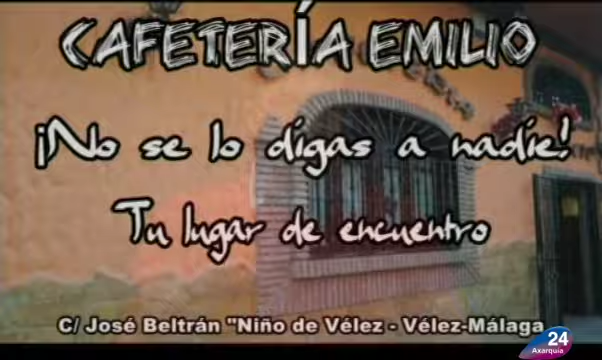 CAFETERÍA EMILIO
¡No se lo digas a nadie!
Tu lugar de encuentro
C/ José Beltrán "Niño de Vélez - Vélez-Málaga
24
Axarquía